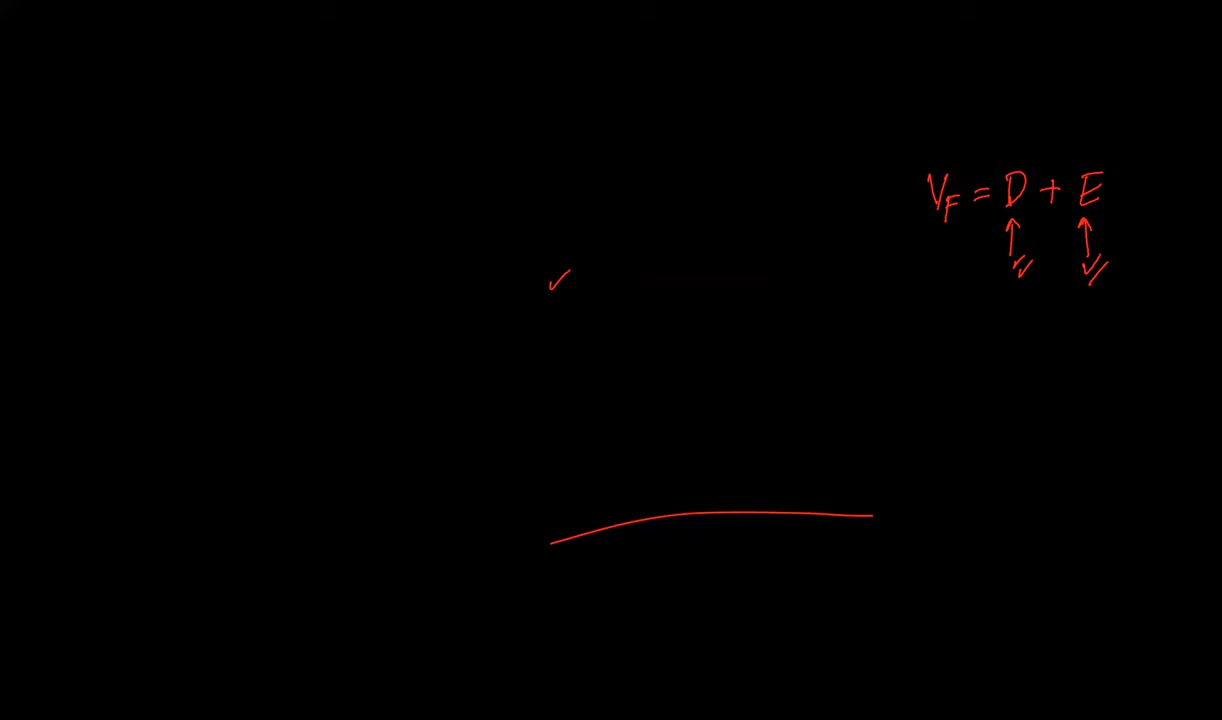 V_F = D + E